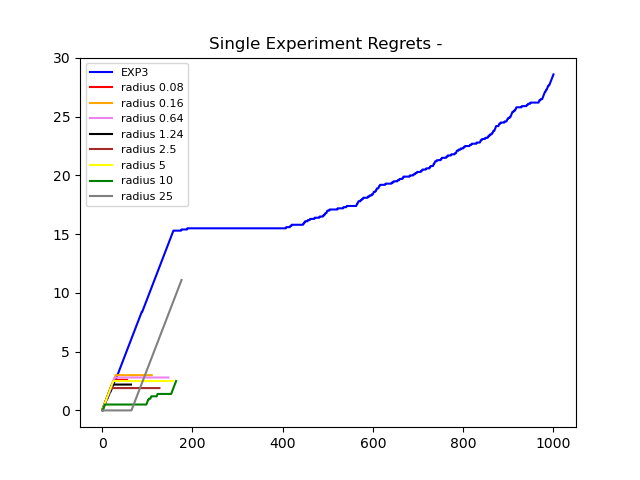 Single Experiment Regrets -
30
25
20
15
10
5
0
EXP3
radius 0.08
radius 0.16
radius 0.64
radius 1.24
radius 2.5
radius 5
radius 10
radius 25
0 200 400 600 800 1000